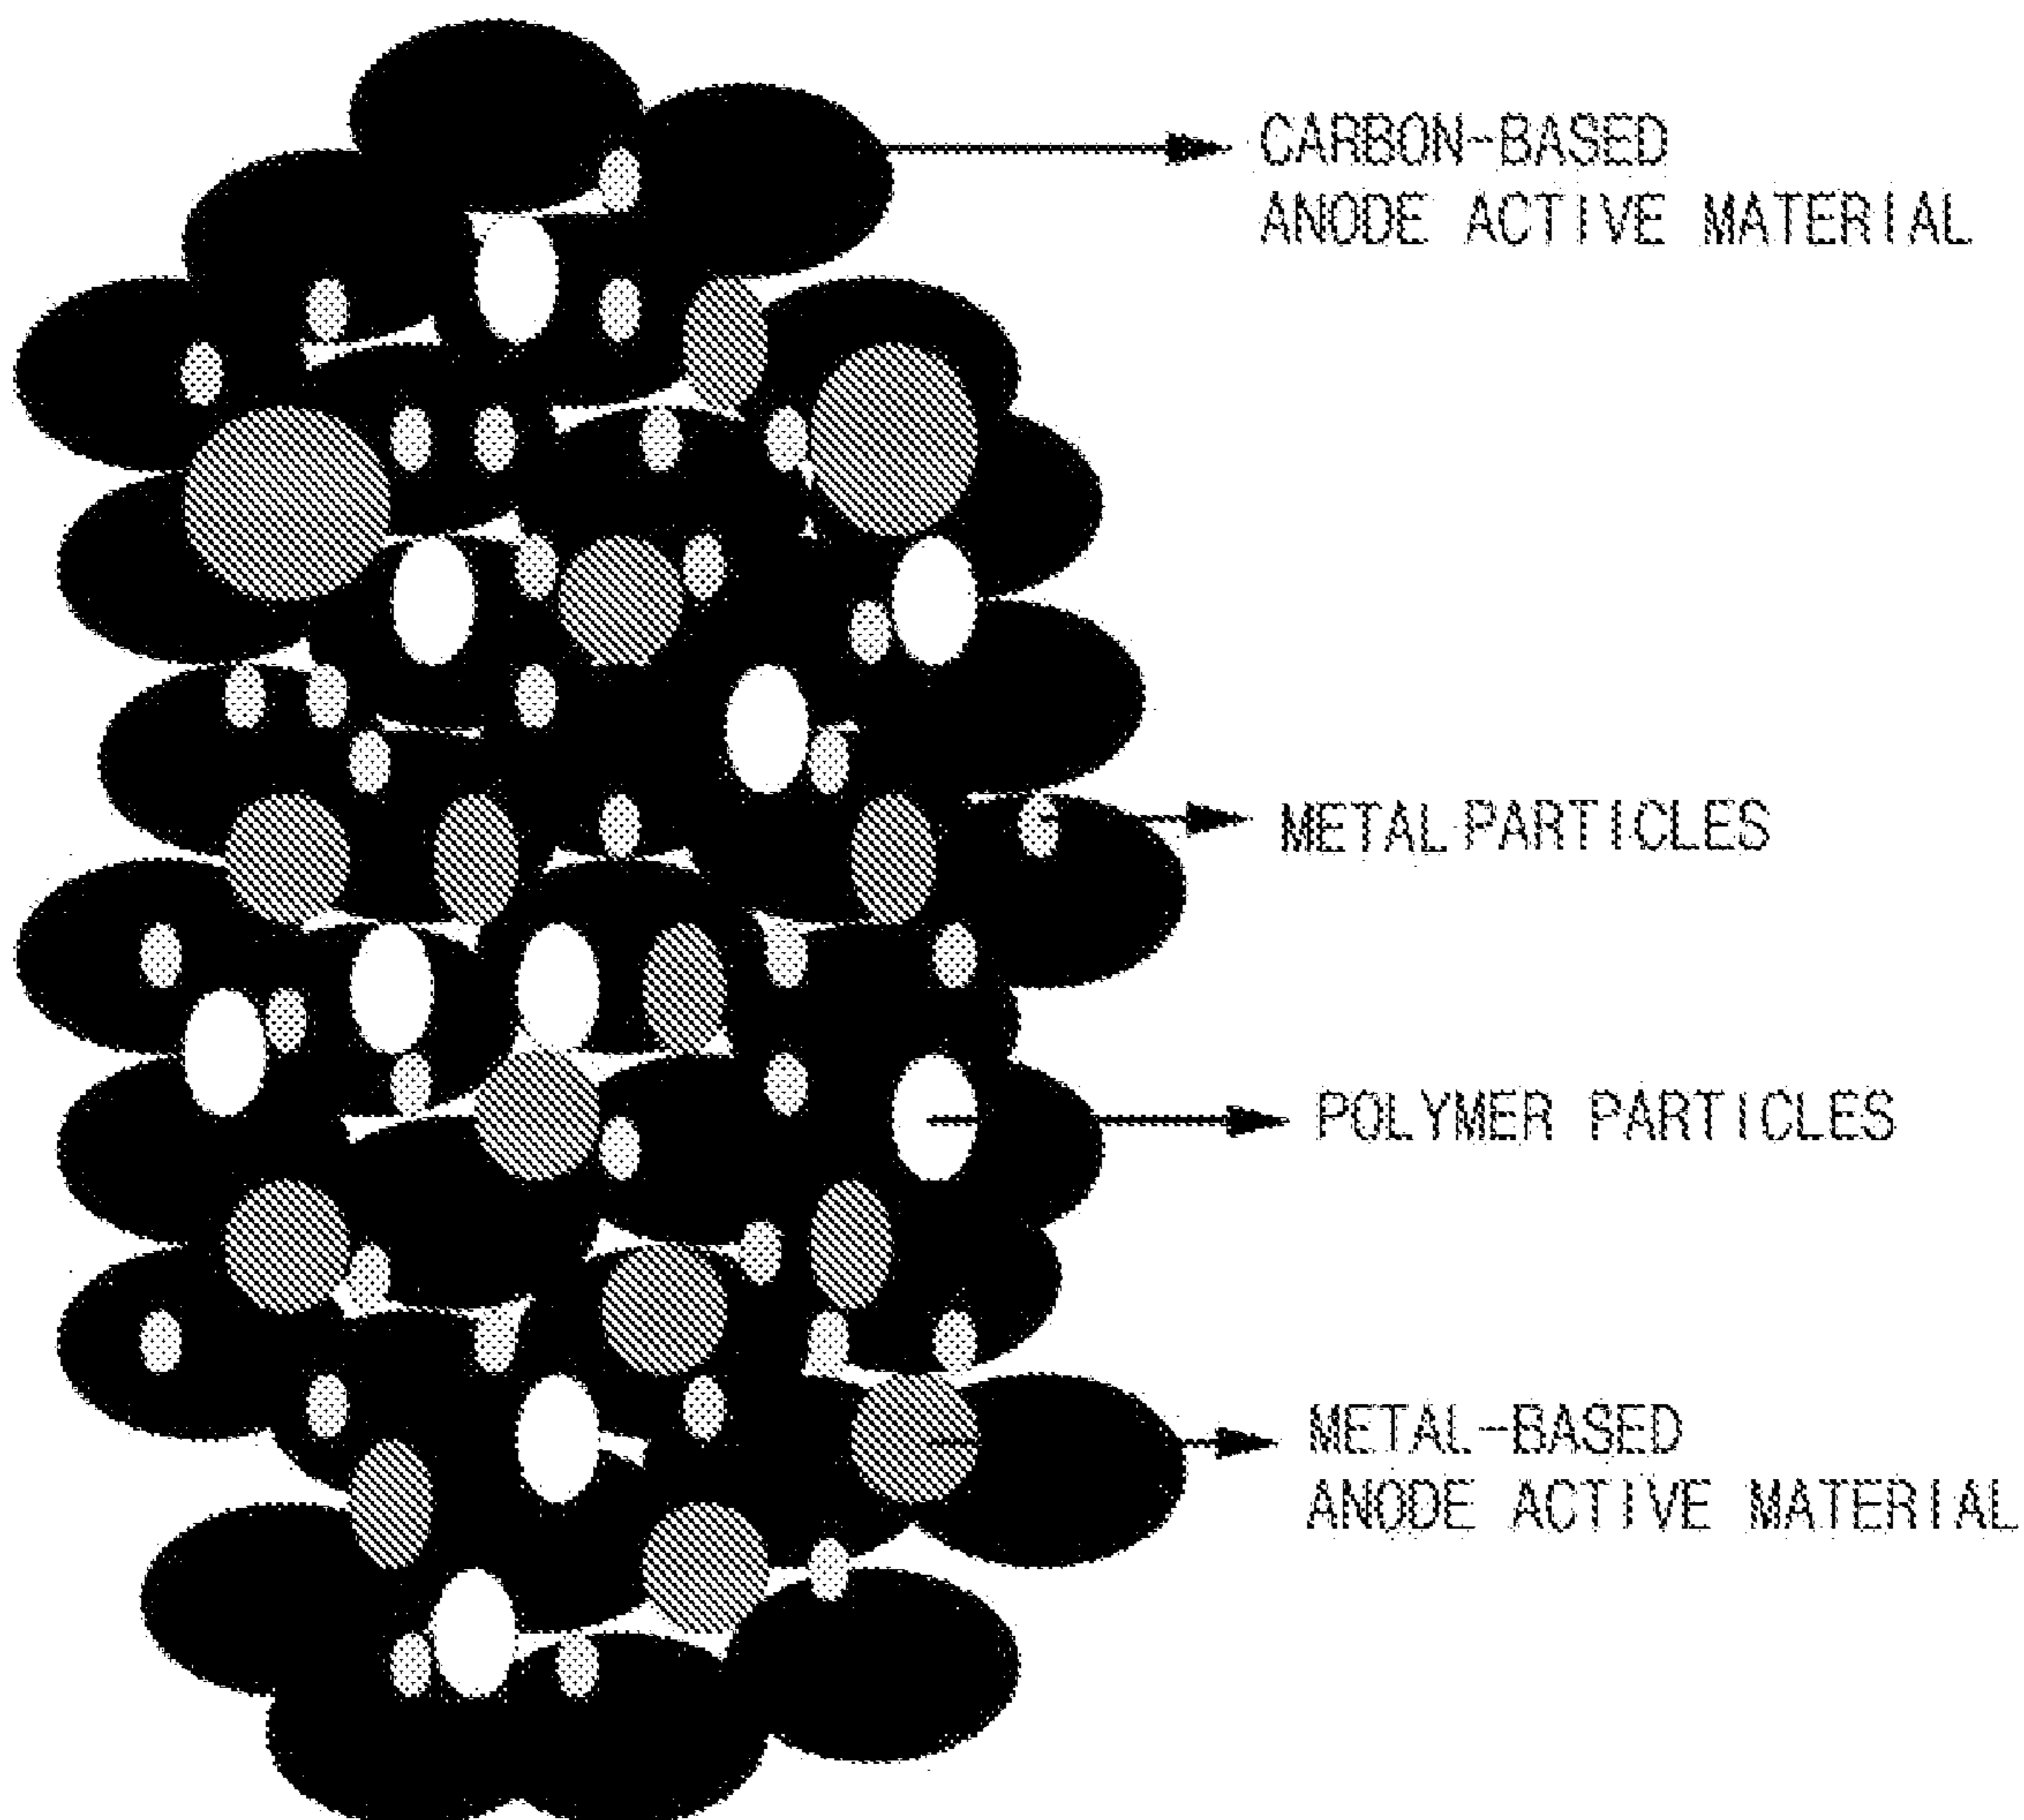 CARBON-BASED
ANODE ACTIVE MATERIAL
METAL PARTICLES
POLYMER PARTICLES
METAL-BASED
ANODE ACTIVE MATERIAL